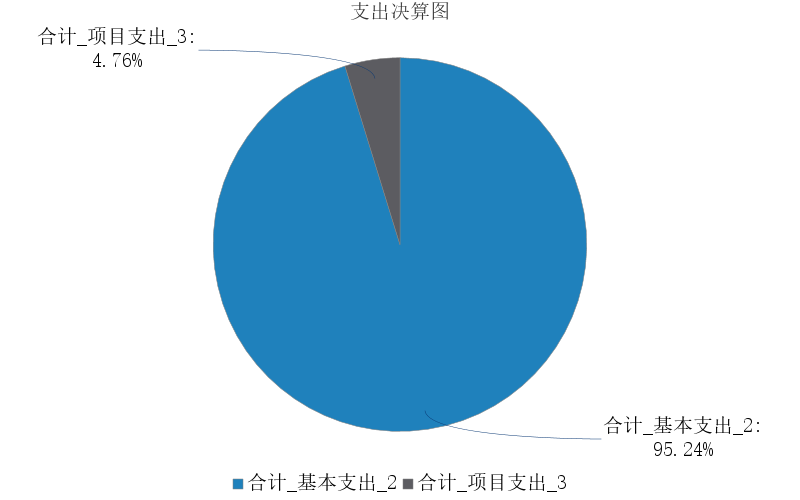 支出决算图
合计_项目支出_3:
4.76%
合计_基本支出_2:
95.24%
合计_基本支出_2 合计_项目支出_3